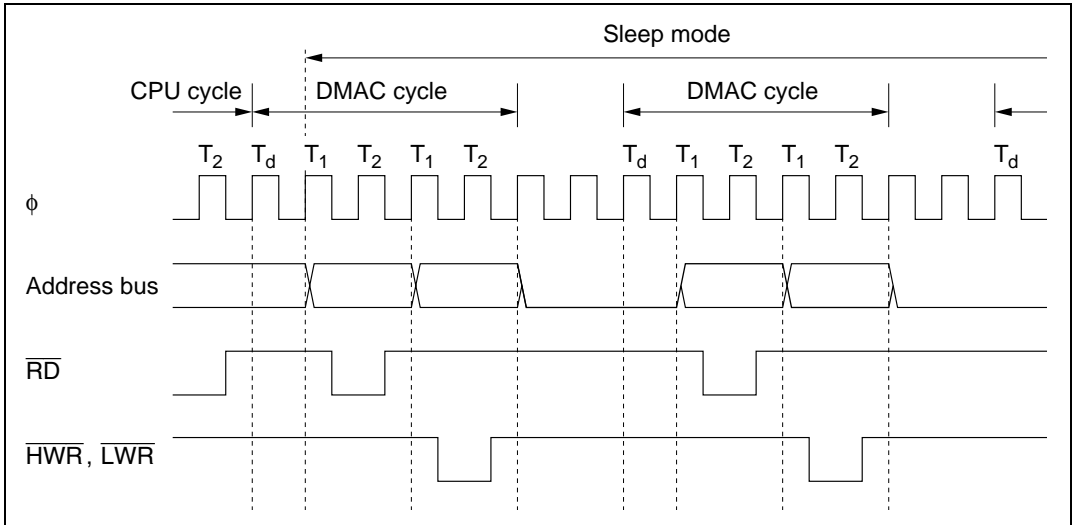 Sleep mode
CPU cycle DMAC cycle DMAC cycle
T2 Td T1 T2 T1 T2 Td T1 T2 T1 T2 Td
ϕ
Address bus
RD
HWR, LWR